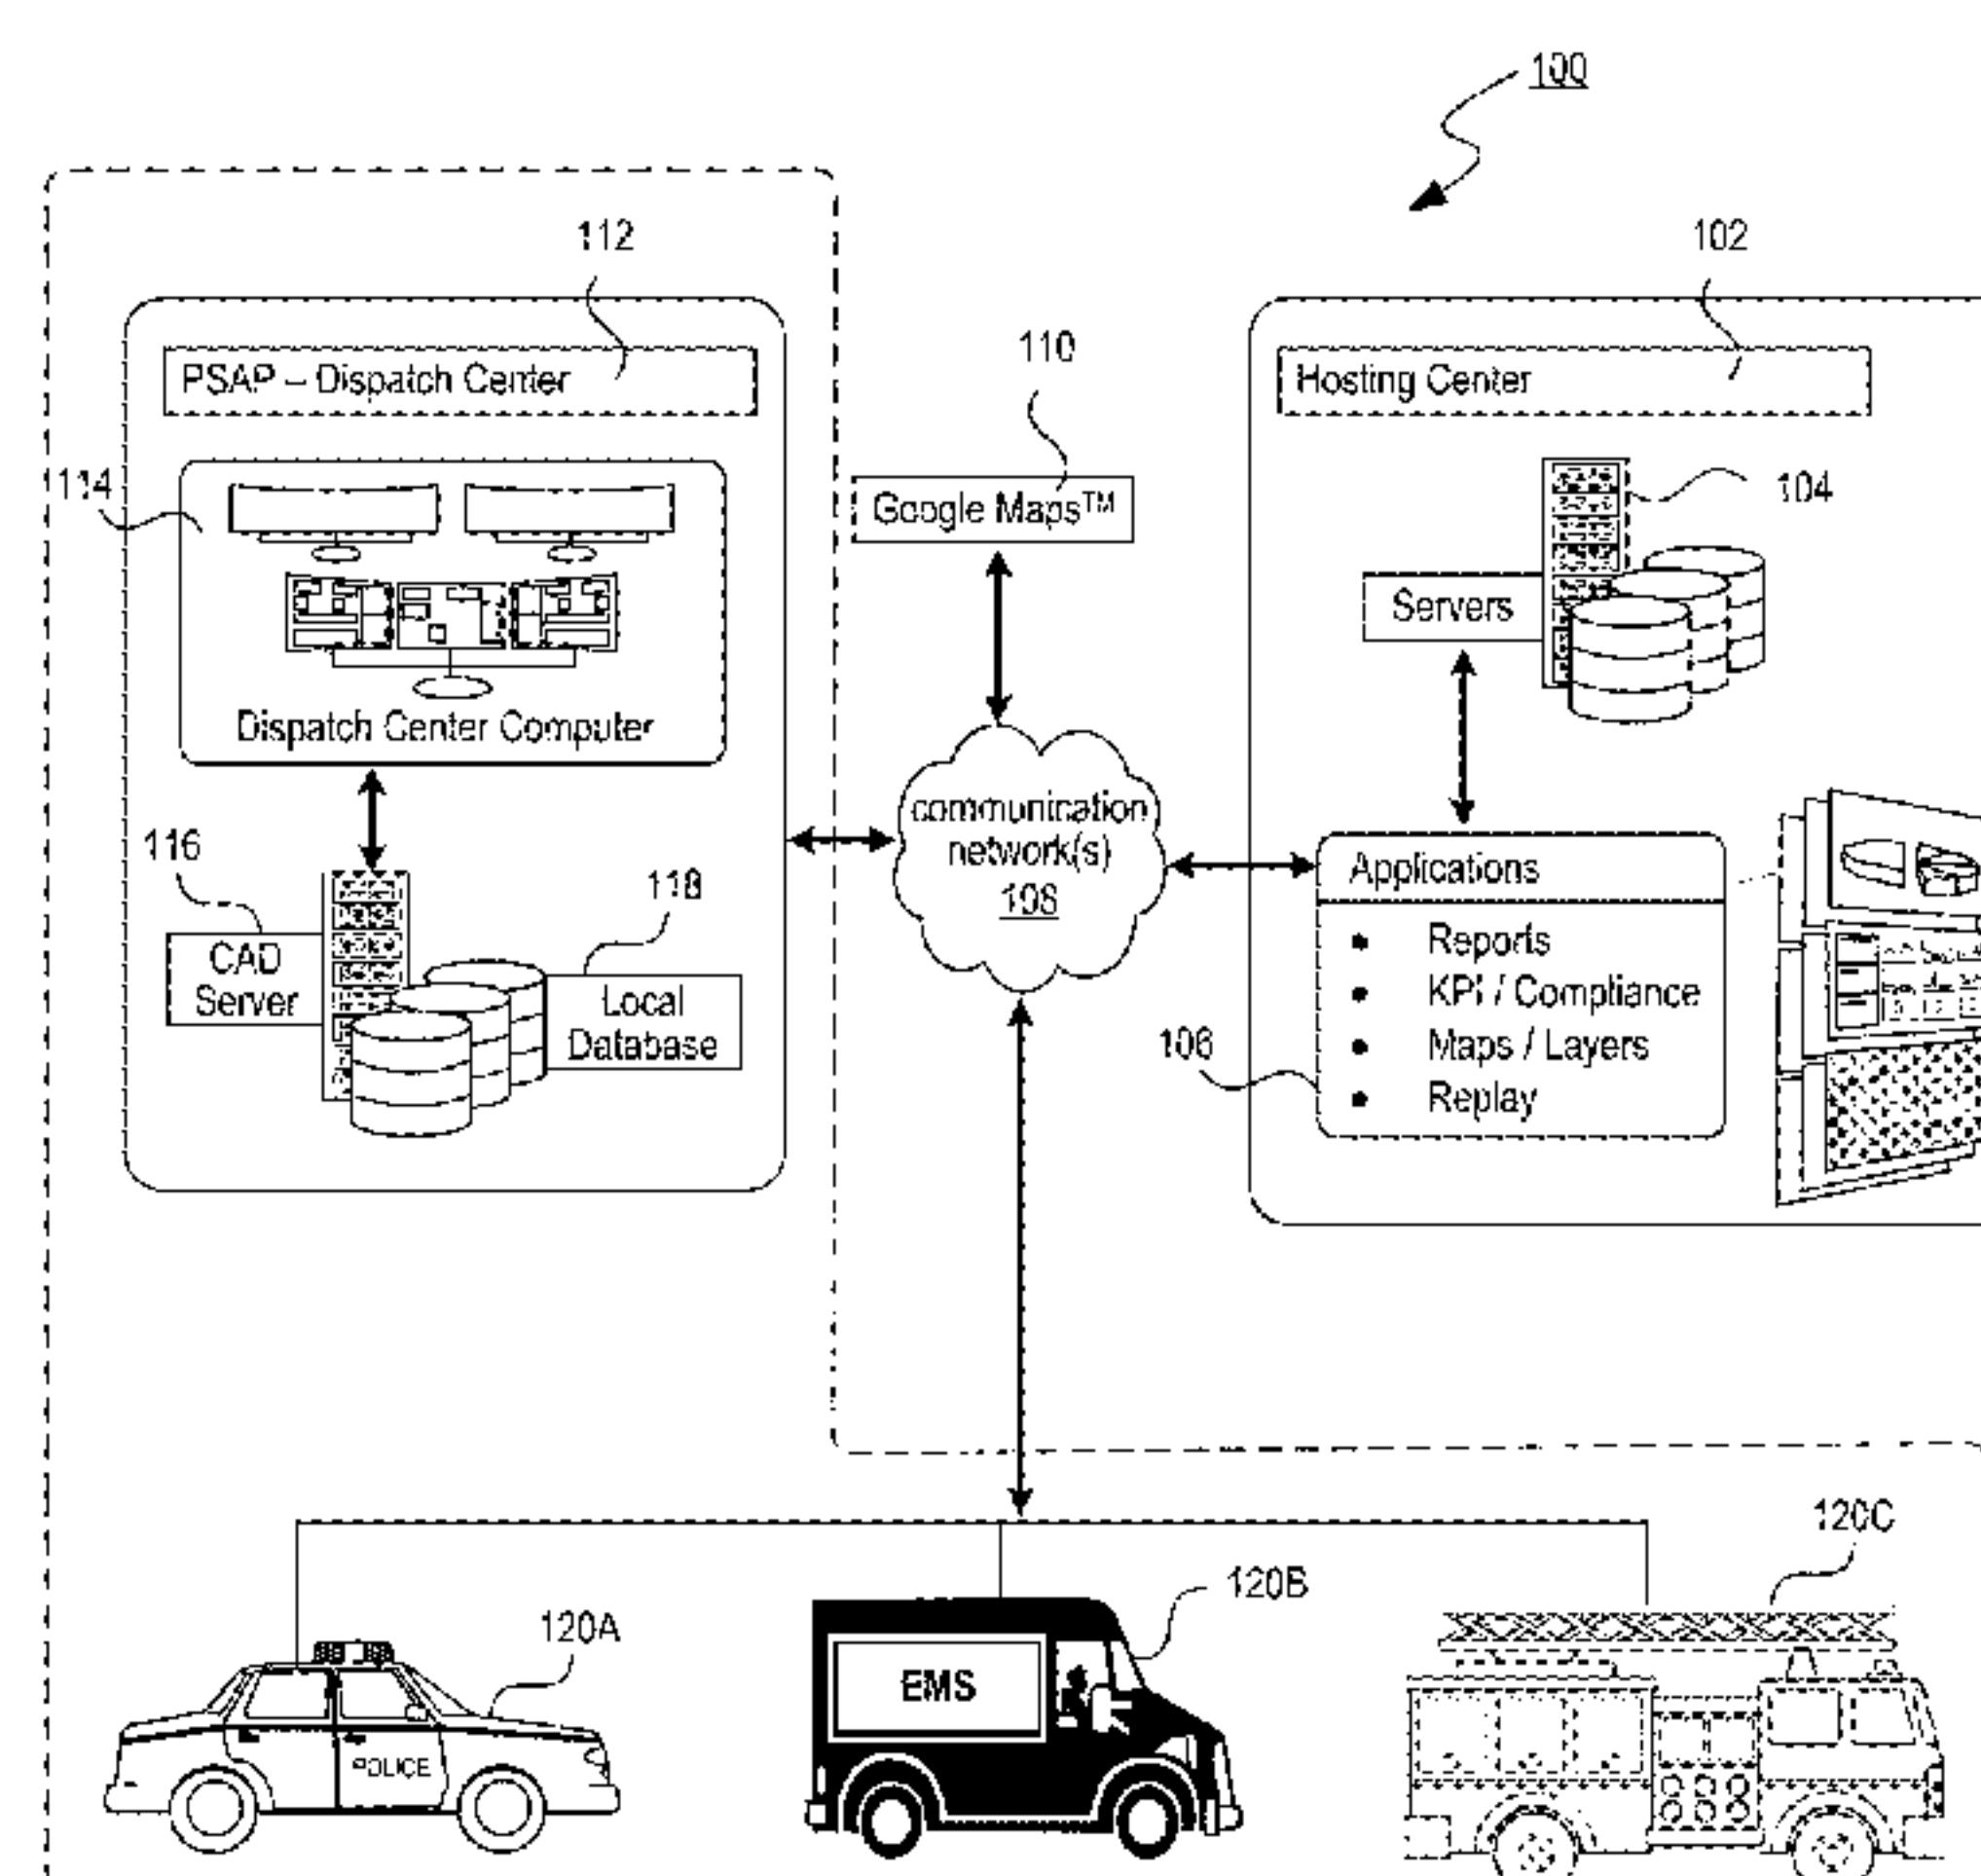 100
112
102
PSAP – Dispatch Center
110
Hosting Center
114
Google Maps™
104
Servers
Dispatch Center Computer
communication
network(s)
108
116
118
Applications
CAD
Server
Local
Database
• Reports
• KPI / Compliance
• Maps / Layers
• Replay
106
120C
120B
120A
EMS
POLICE